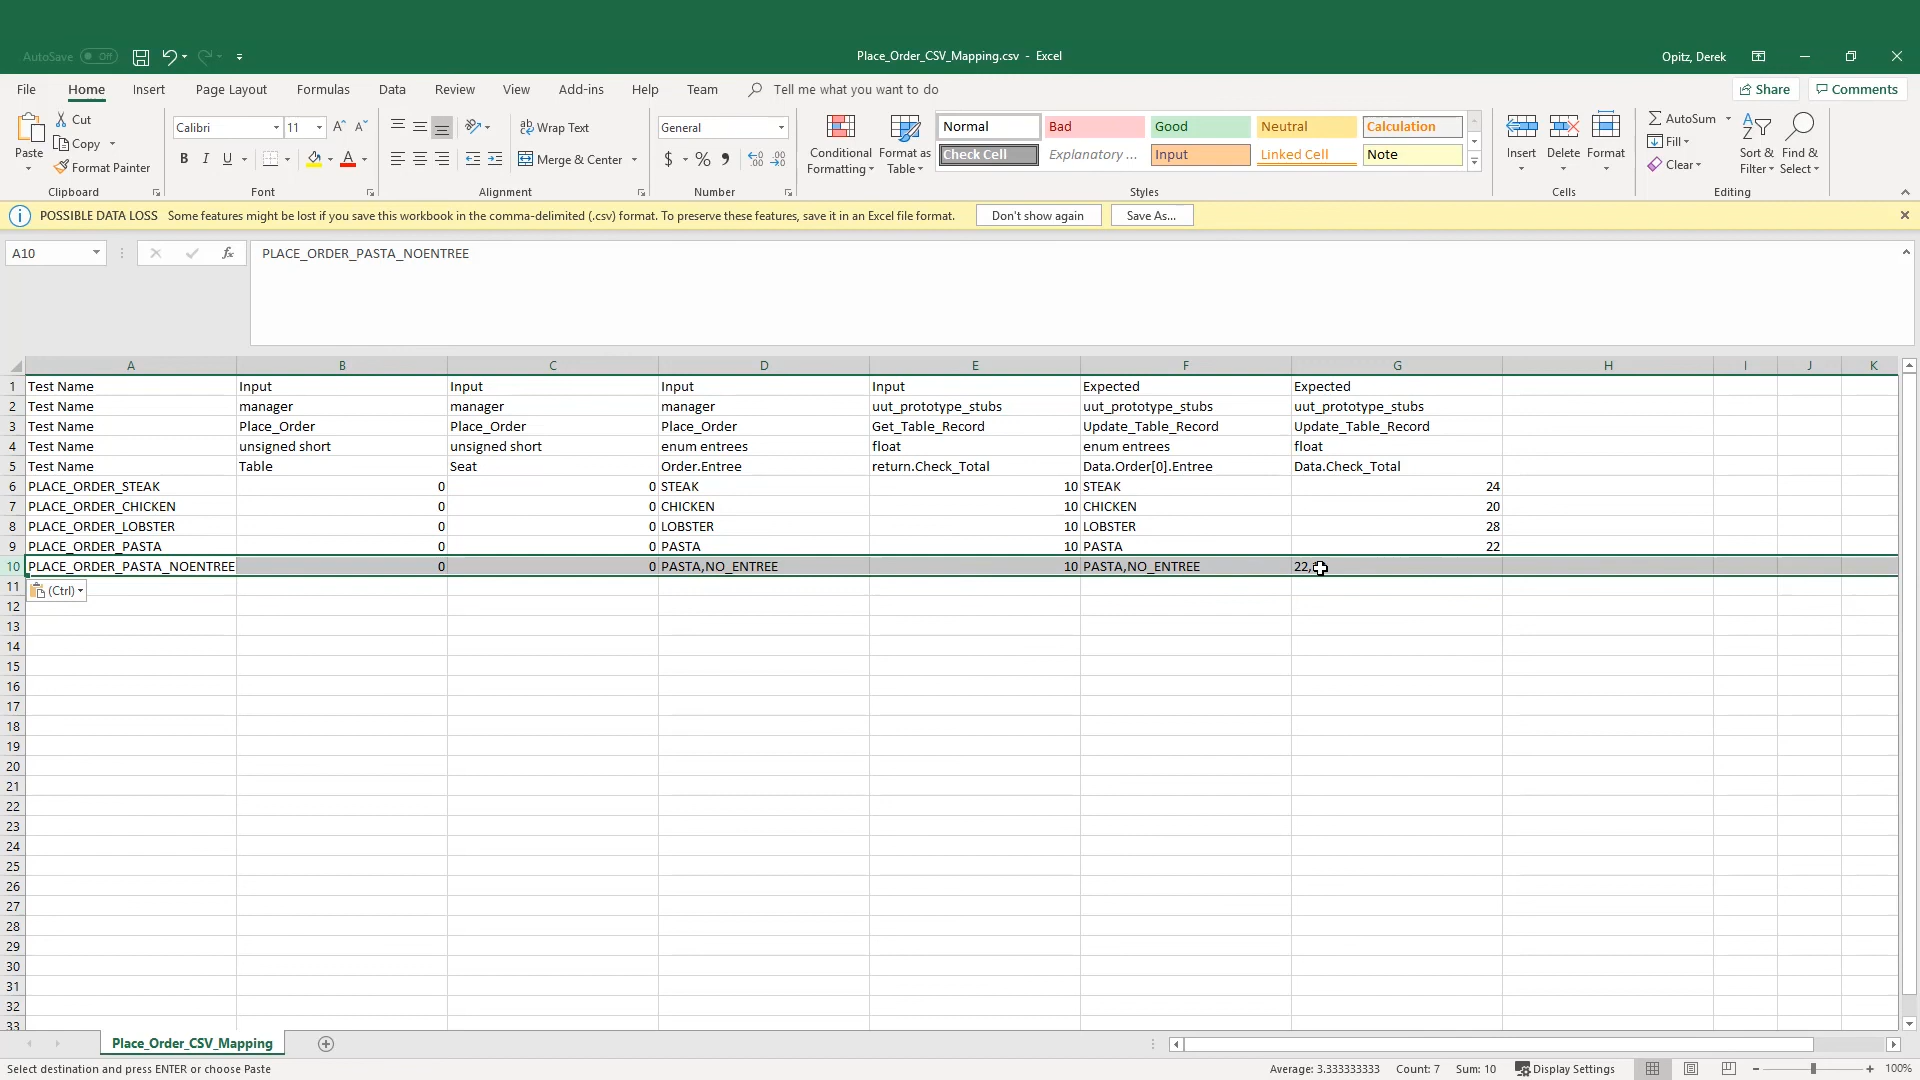 AutoSave Off
Place_Order_CSV_Mapping.csv - Excel
Opitz, Derek
File Home Insert Page Layout Formulas Data Review View Add-ins Help Team Tell me what you want to do
Share Comments
Paste
Cut
Copy
Format Painter
Clipboard
Calibri 11
B I U
Font
Wrap Text
Merge & Center
Alignment
General
$ % ,
Number
Conditional Formatting
Format as Table
Normal Bad Good Neutral Calculation
Check Cell Explanatory ... Input Linked Cell Note
Styles
Insert Delete Format
Cells
AutoSum
Fill
Clear
Sort & Filter
Find & Select
Editing
POSSIBLE DATA LOSS Some features might be lost if you save this workbook in the comma-delimited (.csv) format. To preserve these features, save it in an Excel file format. Don't show again Save As...
A10 fx PLACE_ORDER_PASTA_NOENTREE
A B C D E F G H I J K
1 Test Name Input Input Input Input Expected Expected
2 Test Name manager manager manager uut_prototype_stubs uut_prototype_stubs uut_prototype_stubs
3 Test Name Place_Order Place_Order Place_Order Get_Table_Record Update_Table_Record Update_Table_Record
4 Test Name unsigned short unsigned short enum entrees float enum entrees float
5 Test Name Table Seat Order.Entree return.Check_Total Data.Order[0].Entree Data.Check_Total
6 PLACE_ORDER_STEAK 0 0 STEAK 10 STEAK 24
7 PLACE_ORDER_CHICKEN 0 0 CHICKEN 10 CHICKEN 20
8 PLACE_ORDER_LOBSTER 0 0 LOBSTER 10 LOBSTER 28
9 PLACE_ORDER_PASTA 0 0 PASTA 10 PASTA 22
10 PLACE_ORDER_PASTA_NOENTREE 0 0 PASTA,NO_ENTREE 10 PASTA,NO_ENTREE 22,
11 (Ctrl)
12
13
14
15
16
17
18
19
20
21
22
23
24
25
26
27
28
29
30
31
32
33
Place_Order_CSV_Mapping
Select destination and press ENTER or choose Paste
Average: 3.333333333 Count: 7 Sum: 10 Display Settings 100%